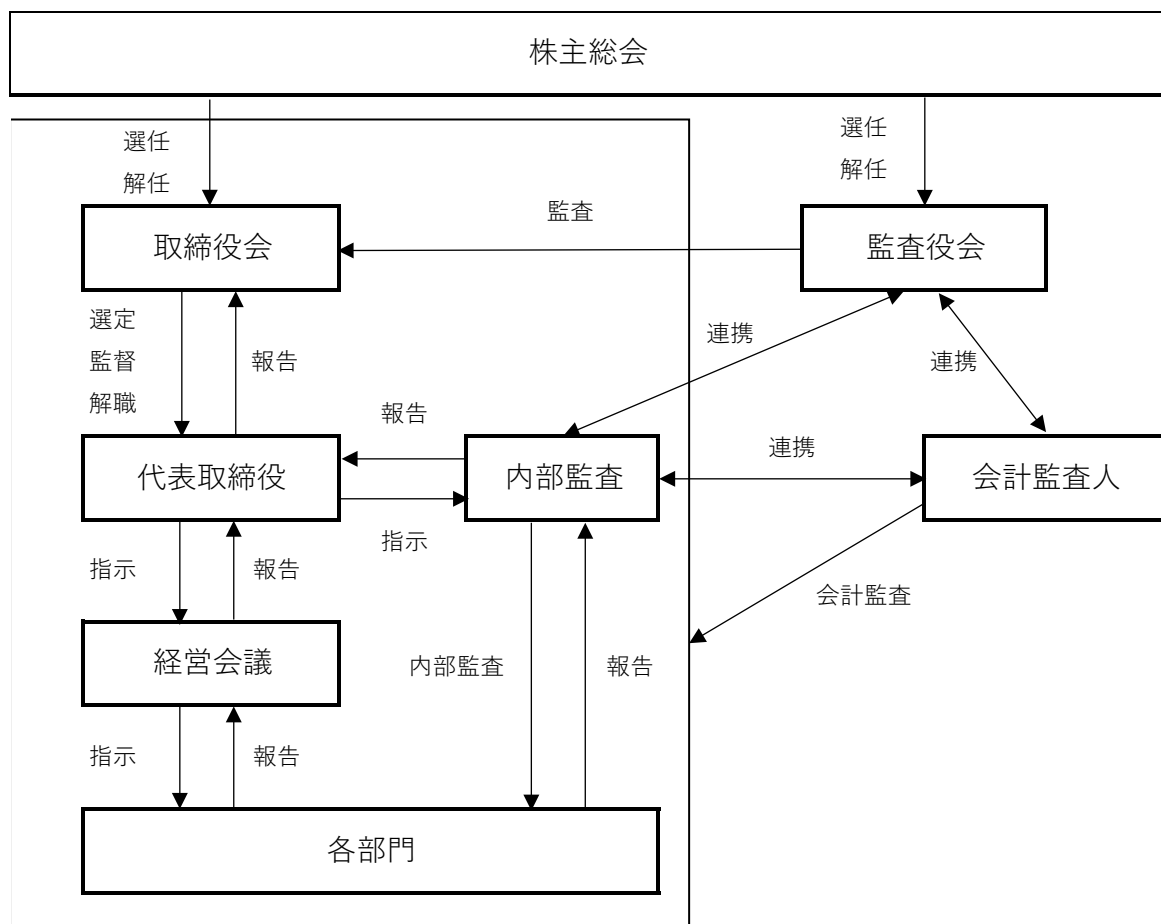 株主総会
選任
解任
選任
解任
取締役会
監査
監査役会
選定
監督
解職
報告
連携
連携
報告
代表取締役
内部監査
連携
会計監査人
指示
指示
報告
会計監査
経営会議
内部監査
報告
指示
報告
各部門